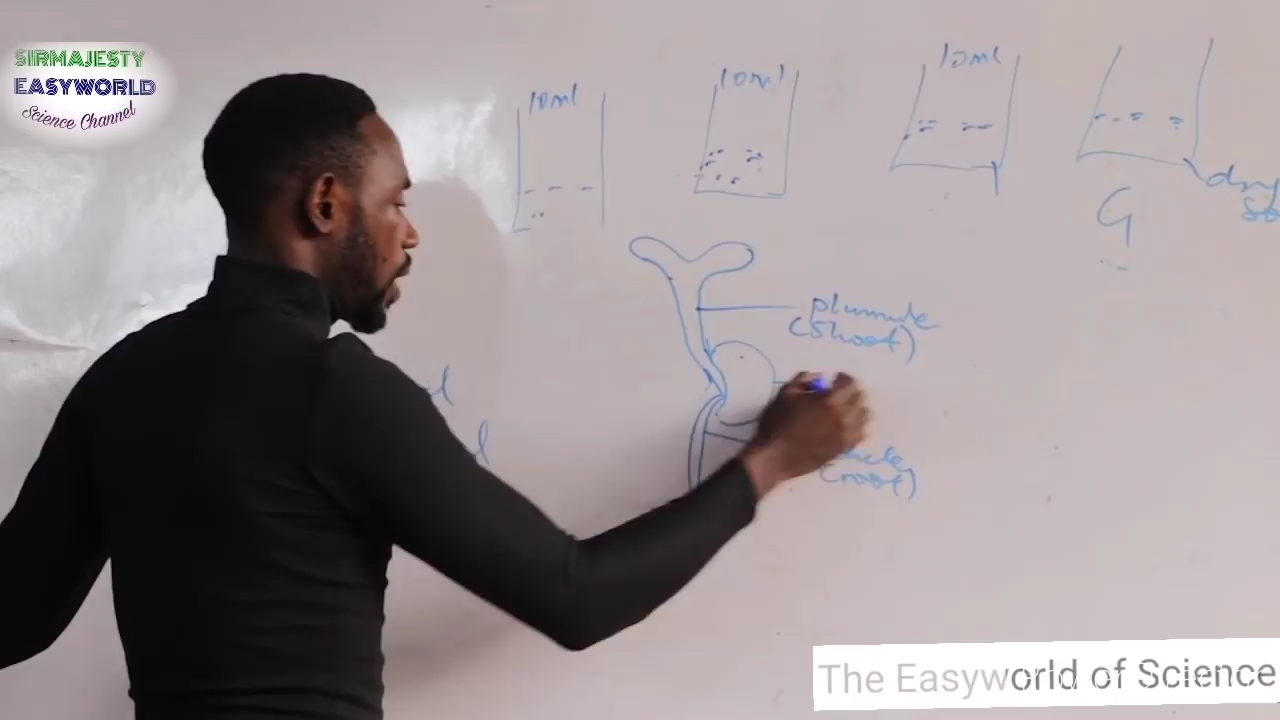 SIRMAJESTY
EASYWORLD
Science Channel
10ml
10ml
10ml
G
plumule
(Shoot)
(root)
The Easyworld of Science